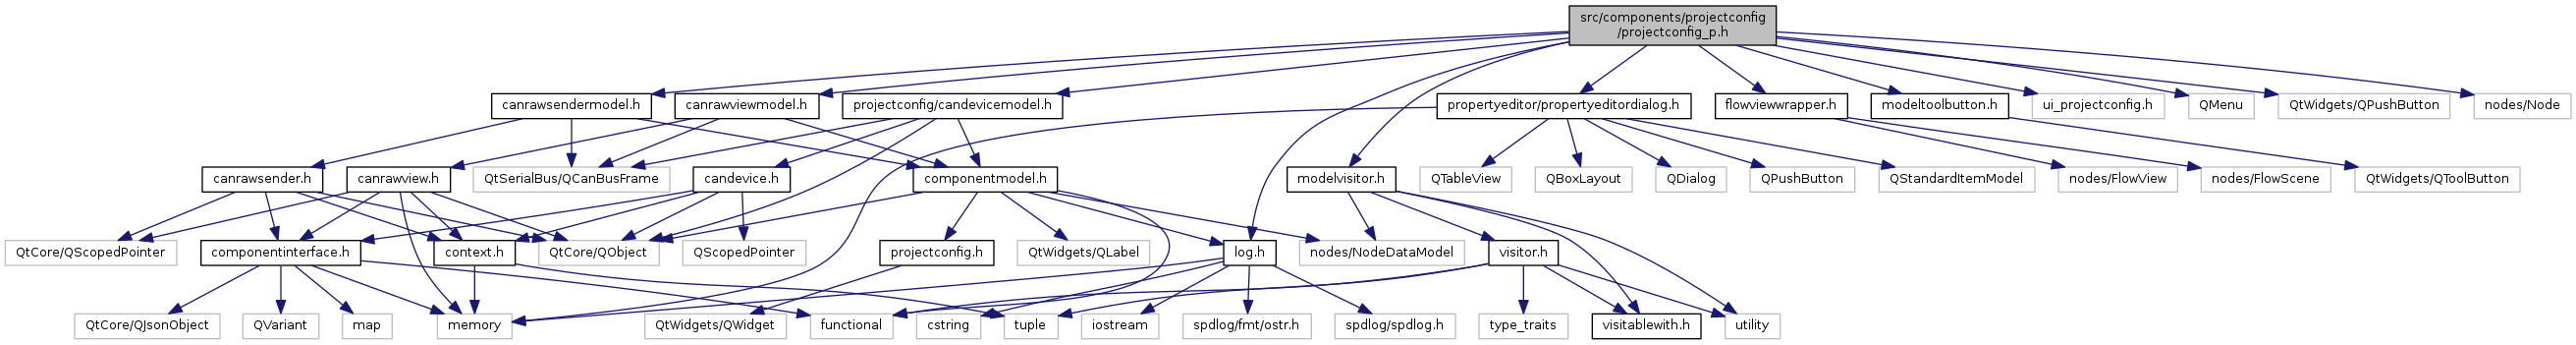 src/components/projectconfig
/projectconfig_p.h
canrawsendermodel.h
canrawviewmodel.h
projectconfig/candevicemodel.h
propertyeditor/propertyeditordialog.h
flowviewwrapper.h
modeltoolbutton.h
ui_projectconfig.h
QMenu
QtWidgets/QPushButton
nodes/Node
canrawsender.h
canrawview.h
QtSerialBus/QCanBusFrame
candevice.h
componentmodel.h
modelvisitor.h
QTableView
QBoxLayout
QDialog
QPushButton
QStandardItemModel
nodes/FlowView
nodes/FlowScene
QtWidgets/QToolButton
QtCore/QScopedPointer
componentinterface.h
context.h
QtCore/QObject
QScopedPointer
projectconfig.h
QtWidgets/QLabel
log.h
nodes/NodeDataModel
visitor.h
QtCore/QJsonObject
QVariant
map
memory
QtWidgets/QWidget
functional
cstring
tuple
iostream
spdlog/fmt/ostr.h
spdlog/spdlog.h
type_traits
visitablewith.h
utility